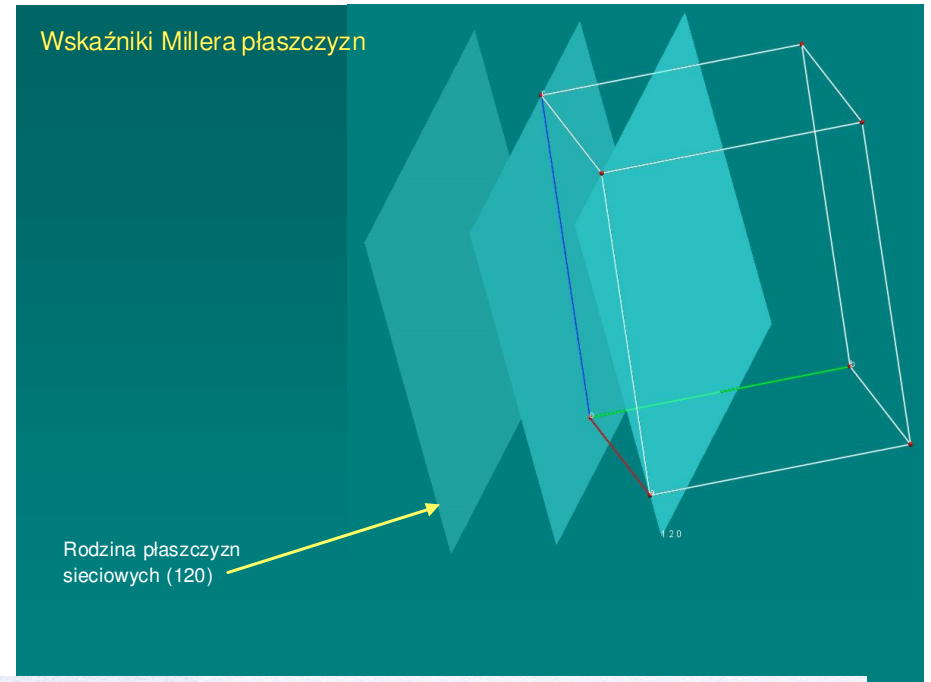 Wskaźniki Millera płaszczyzn
Rodzina płaszczyzn
sieciowych (120)
1 2 0